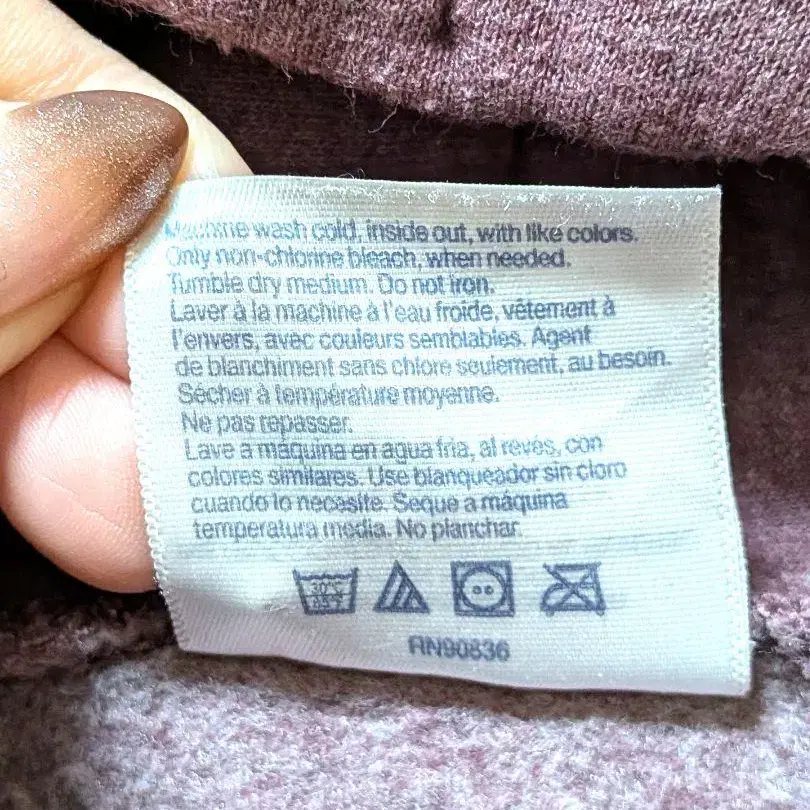 Machine wash cold, inside out, with like colors.
Only non-chlorine bleach, when needed.
Tumble dry medium. Do not iron.
Laver à la machine à l'eau froide, vêtement à
l'envers, avec couleurs semblables. Agent
de blanchiment sans chlore seulement, au besoin.
Sécher à température moyenne.
Ne pas repasser.
Lave a máquina en agua fria, al revés, con
colores similares. Use blanqueador sin cloro
cuando lo necesite. Seque a máquina
temperatura media. No planchar.
30°C
85°F
RN90836